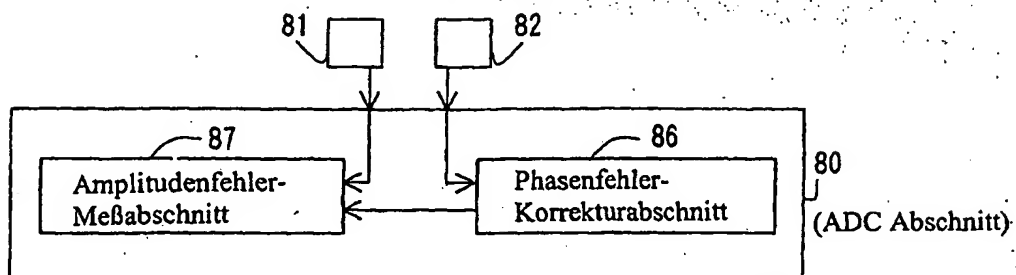 81
82
87
86
80
Amplitudenfehler-
Meßabschnitt
Phasenfehler-
Korrekturabschnitt
(ADC Abschnitt)